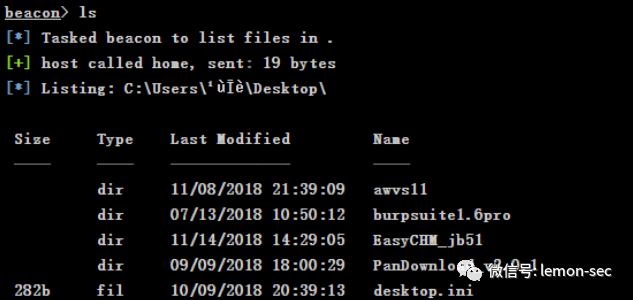 beacon> ls
[*] Tasked beacon to list files in .
[+] host called home, sent: 19 bytes
[*] Listing: C:\Users\¹ùÏè\Desktop\
Size Type Last Modified Name
dir 11/08/2018 21:39:09 awvs11
dir 07/13/2018 10:50:12 burpsuite1.6pro
dir 11/14/2018 14:29:05 EasyCHM_jb51
dir 09/09/2018 18:00:29
282b fil 10/09/2018 20:39:13 desktop.ini
微信号: lemon-sec